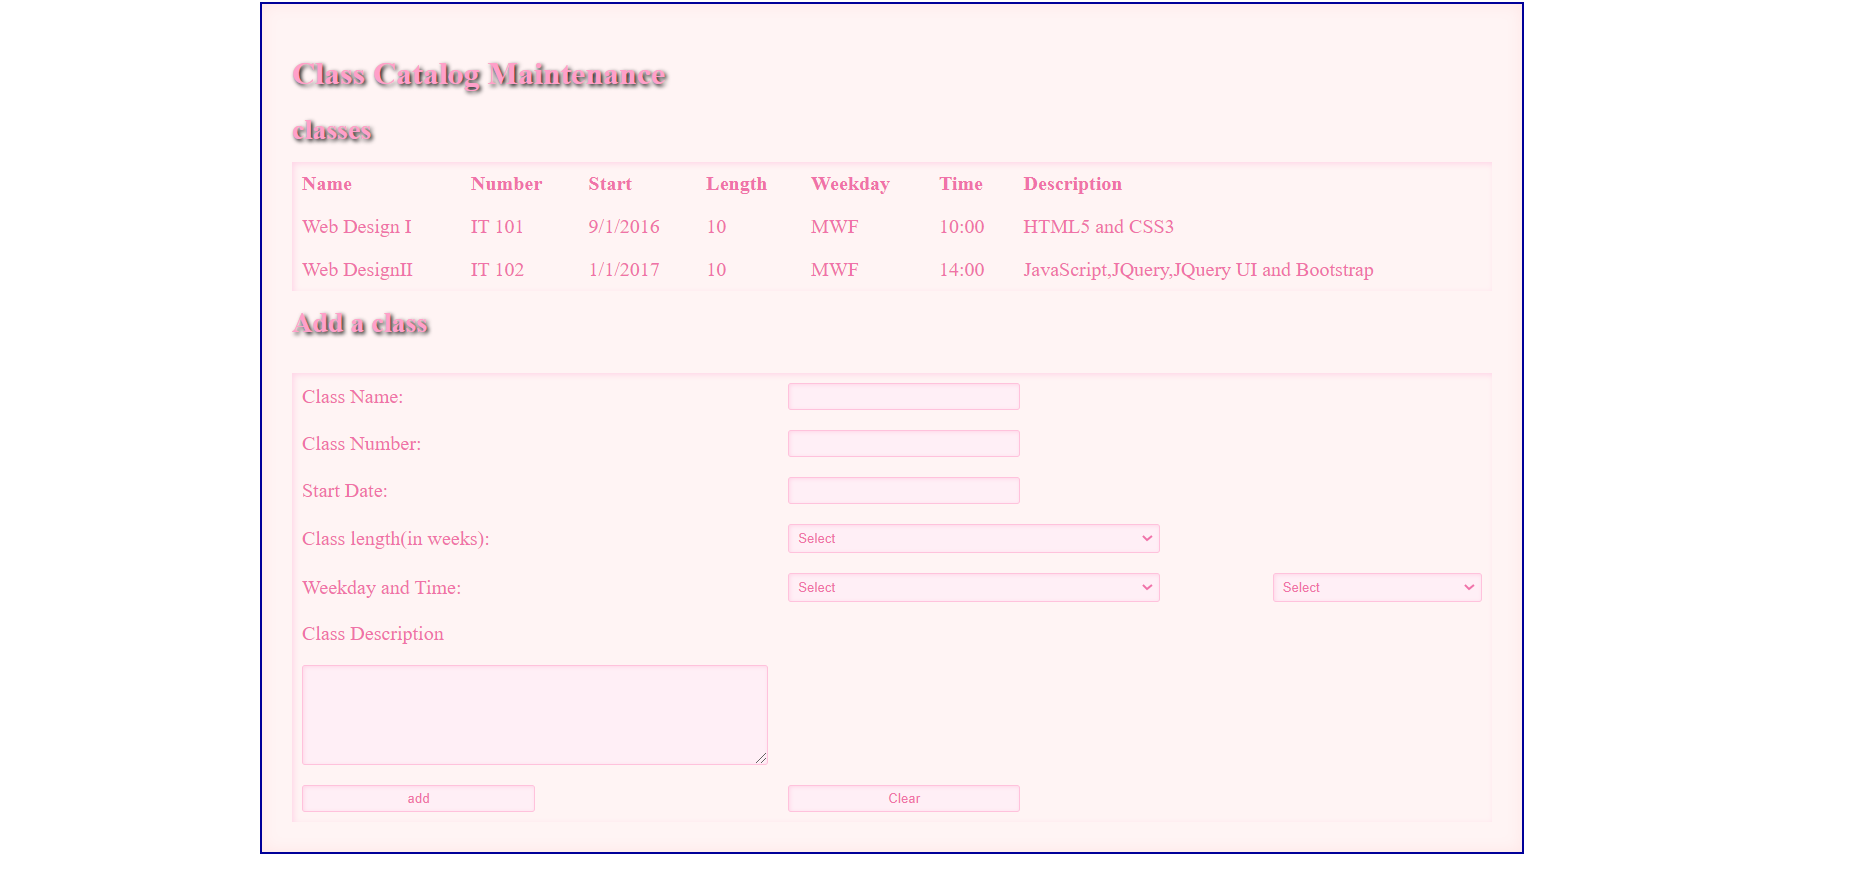 Class Catalog Maintenance
classes
Name Number Start Length Weekday Time Description
Web Design I IT 101 9/1/2016 10 MWF 10:00 HTML5 and CSS3
Web DesignII IT 102 1/1/2017 10 MWF 14:00 JavaScript,JQuery,JQuery UI and Bootstrap
Add a class
Class Name:
Class Number:
Start Date:
Class length(in weeks): Select
Weekday and Time: Select Select
Class Description
add Clear